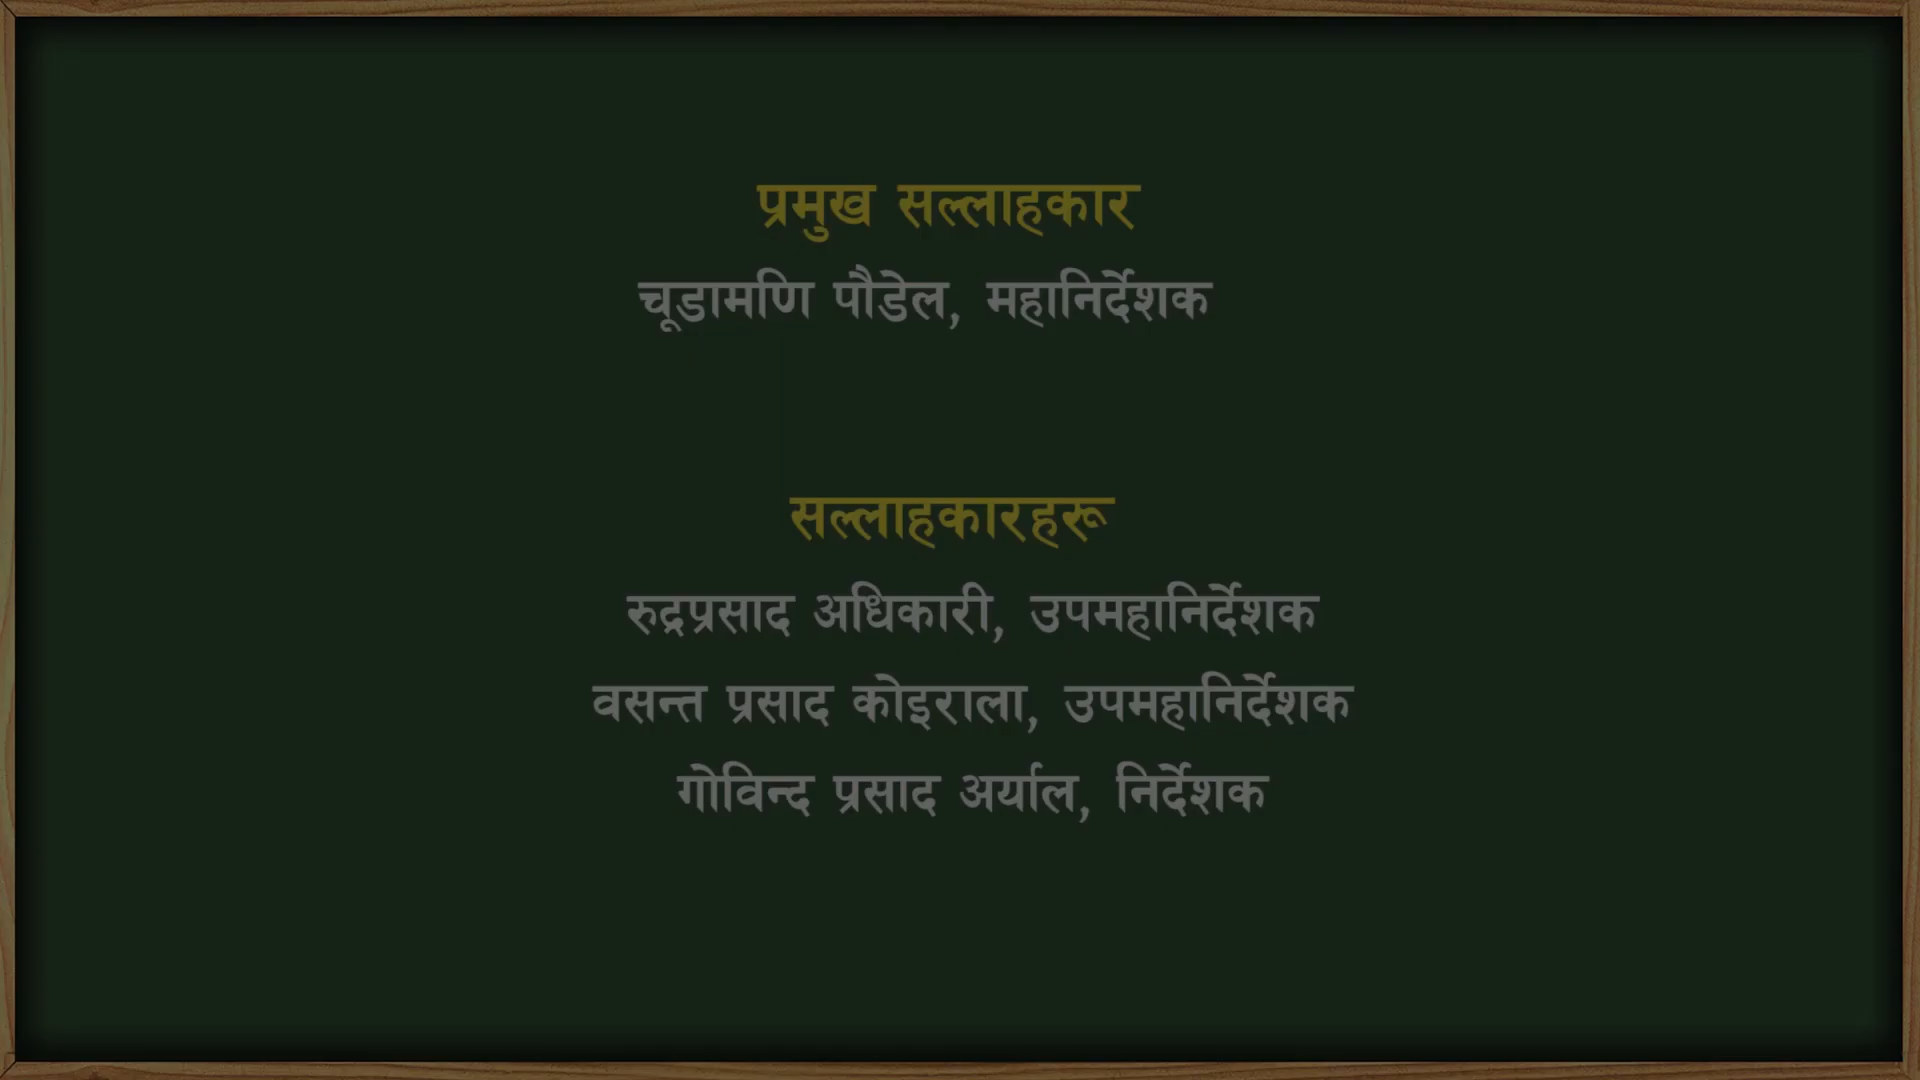 प्रमुख सल्लाहकार
चूडामणि पौडेल, महानिर्देशक
सल्लाहकारहरू
रुद्रप्रसाद अधिकारी, उपमहानिर्देशक
वसन्त प्रसाद कोइराला, उपमहानिर्देशक
गोविन्द प्रसाद अर्याल, निर्देशक